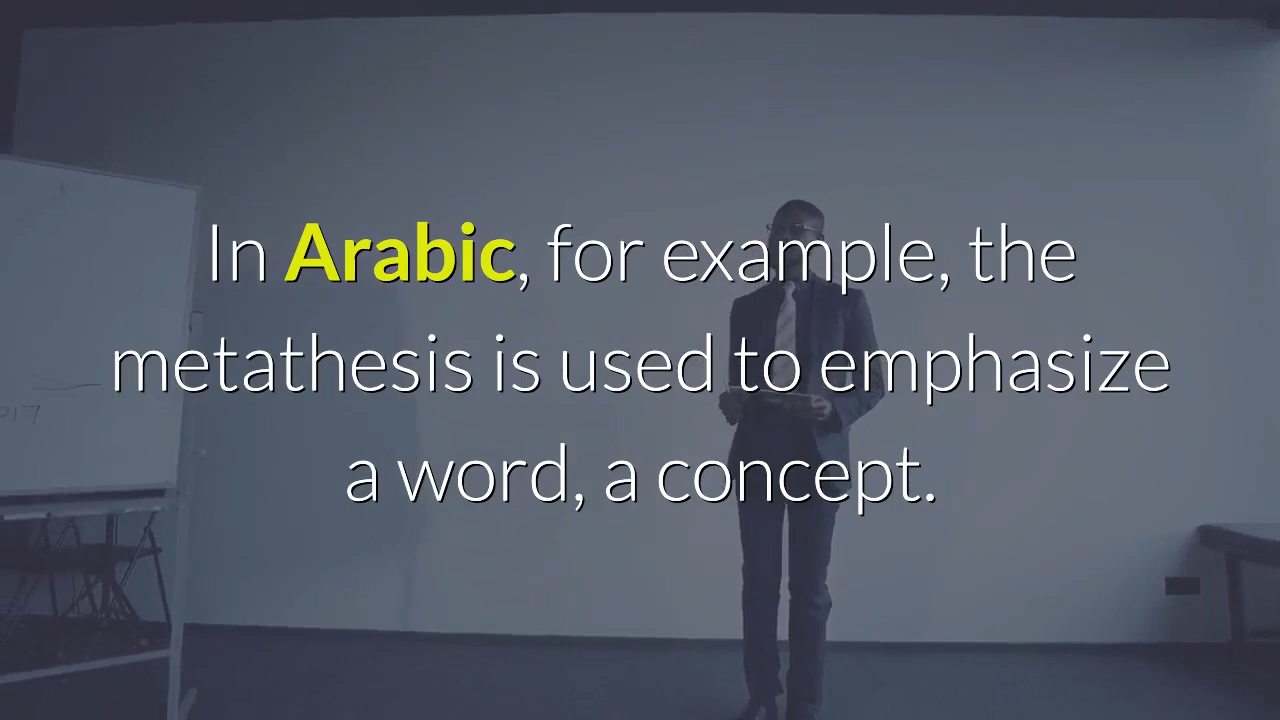 In Arabic, for example, the
metathesis is used to emphasize
a word, a concept.